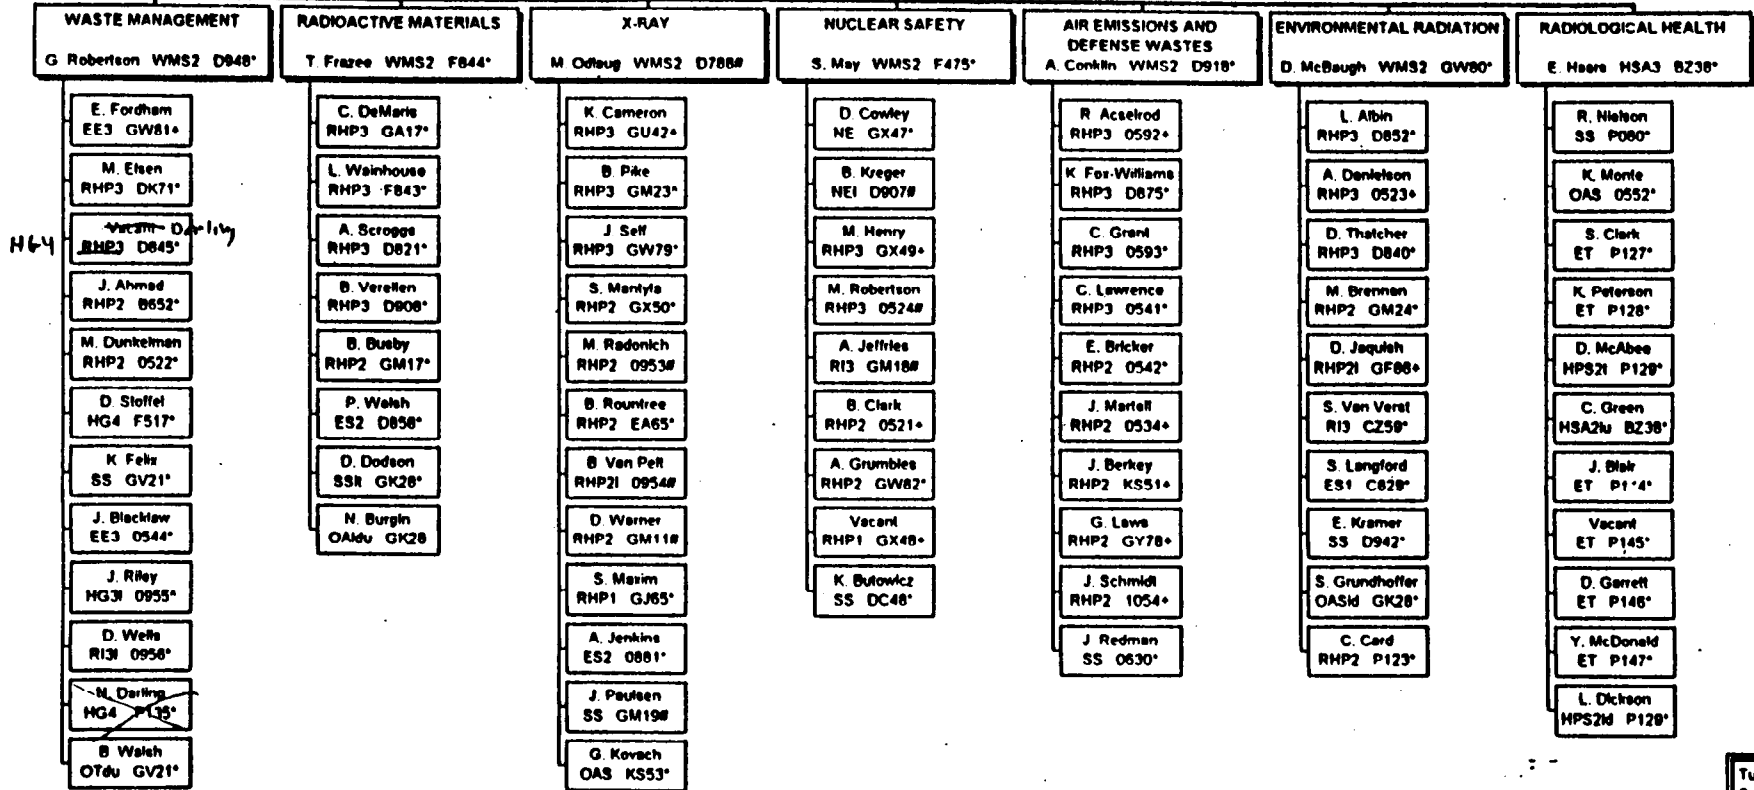 WASTE MANAGEMENT
G. Robertson WMS2 D948*
E. Fordham
EE3 GW81+
M. Elsen
RHP3 DK71*
Vacant Darling
HG4 RHP3 D845*
J. Ahmad
RHP2 B652*
M. Dunkelman
RHP2 0522*
D. Stoffel
HG4 F517*
K Felix
SS GV21*
J. Blacklaw
EE3 0544*
J. Riley
HG3I 0955*
D. Wells
RI3I 0956*
N. Darling
HG4 P135*
B Walsh
OTdu GV21*
RADIOACTIVE MATERIALS
T. Frazee WMS2 F844*
C. DeMaris
RHP3 GA17*
L. Wainhouse
RHP3 F843*
A. Scroggs
RHP3 D821*
B. Verellen
RHP3 D908*
B. Busby
RHP2 GM17*
P. Welsh
ES2 D856*
D. Dodson
GK28*
N. Burgin
OAIdu GK28
X-RAY
M. Odlaug WMS2 D788#
K. Cameron
RHP3 GU42+
B. Pike
RHP3 GM23*
J. Self
RHP3 GW79*
S. Mantyla
RHP2 GX50*
M. Radonich
RHP2 0953#
B. Rountree
RHP2 EA65*
B Van Pelt
RHP2I 0954#
D. Warner
RHP2 GM11#
S. Maxim
RHP1 GJ65*
A. Jenkins
ES2 0881*
J. Paulsen
SS GM19#
G. Kovach
OAS KS53*
NUCLEAR SAFETY
S. May WMS2 F475*
D. Cowley
NE GX47*
B. Kreger
NEI D907#
M. Henry
RHP3 GX49+
M. Robertson
RHP3 0524#
A. Jeffries
RI3 GM18#
B. Clark
RHP2 0521+
A. Grumbles
RHP2 GW82*
Vacant
RHP1 GX48+
K. Butowicz
SS DC48*
AIR EMISSIONS AND
DEFENSE WASTES
A. Conklin WMS2 D918*
R. Acselrod
RHP3 0592+
K Fox-Williams
RHP3 D875*
C. Grant
RHP3 0593*
C. Lawrence
RHP3 0541*
E. Bricker
RHP2 0542*
J. Martell
RHP2 0534+
J. Berkey
RHP2 KS51+
G. Laws
RHP2 GY78+
J. Schmidt
RHP2 1054+
J Redman
SS 0630*
ENVIRONMENTAL RADIATION
D. McBaugh WMS2 GW80*
L. Albin
RHP3 D852*
A. Danielson
RHP3 0523+
D. Thatcher
RHP3 D840*
M. Brennan
RHP2 GM24*
D. Jaquish
RHP2I GF86+
S. Van Verst
RI3 CZ59*
S. Langford
ES1 C829*
E. Kramer
SS D942*
S. Grundhoffer
OASId GK28*
C. Card
RHP2 P123*
RADIOLOGICAL HEALTH
E. Haars HSA3 BZ38*
R. Nielson
SS P080*
K. Monte
OAS 0552*
S. Clark
ET P127*
K. Peterson
ET P128*
D. McAbee
HPS2I P129*
C. Green
HSA2Iu BZ38*
J. Blair
ET
Vacant
ET P145*
D. Garrett
ET P146*
Y. McDonald
ET P147*
L. Dickson
HPS2Id P129*
Tu